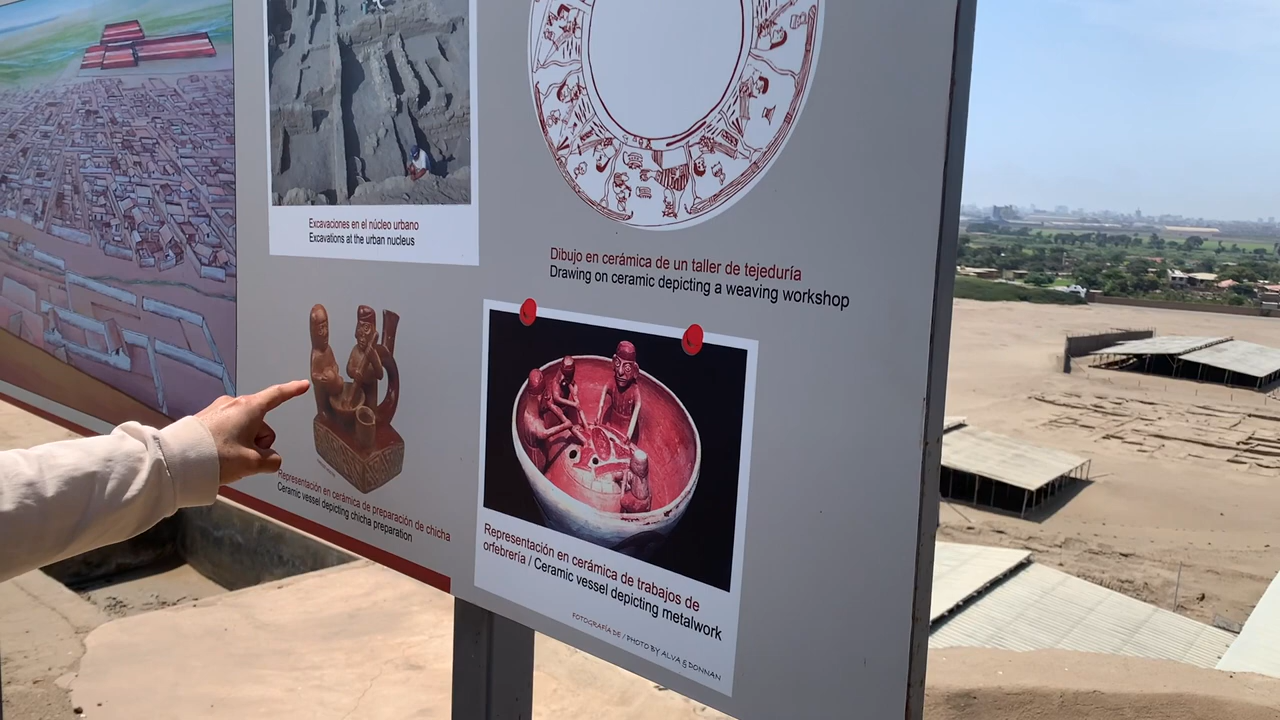 Excavaciones en el núcleo urbano
Excavations at the urban nucleus
Dibujo en cerámica de un taller de tejeduría
Drawing on ceramic depicting a weaving workshop
Representación en cerámica de preparación de chicha
Ceramic vessel depicting chicha preparation
Representación en cerámica de trabajos de
orfebrería / Ceramic vessel depicting metalwork
FOTOGRAFÍA DE / PHOTO BY ALVA & DONNAN